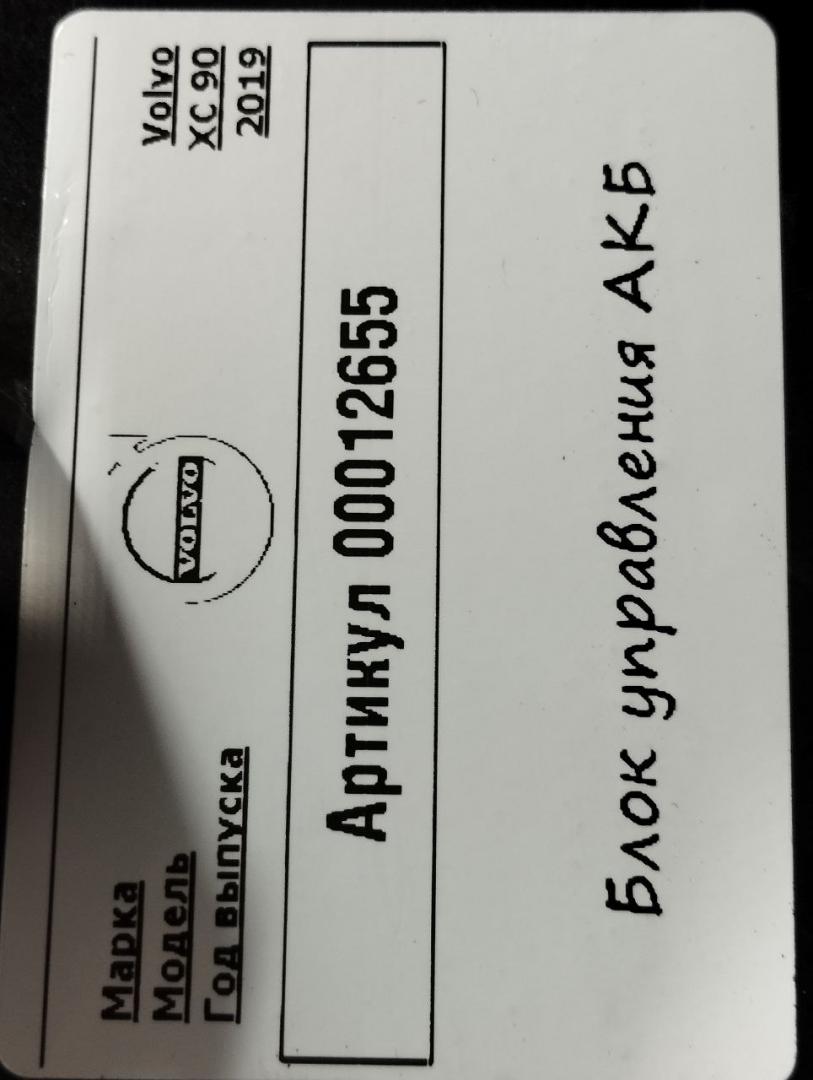 Марка Volvo
Модель XC 90
Год выпуска 2019
VOLVO
Артикул 00012655
Блок управления АКБ